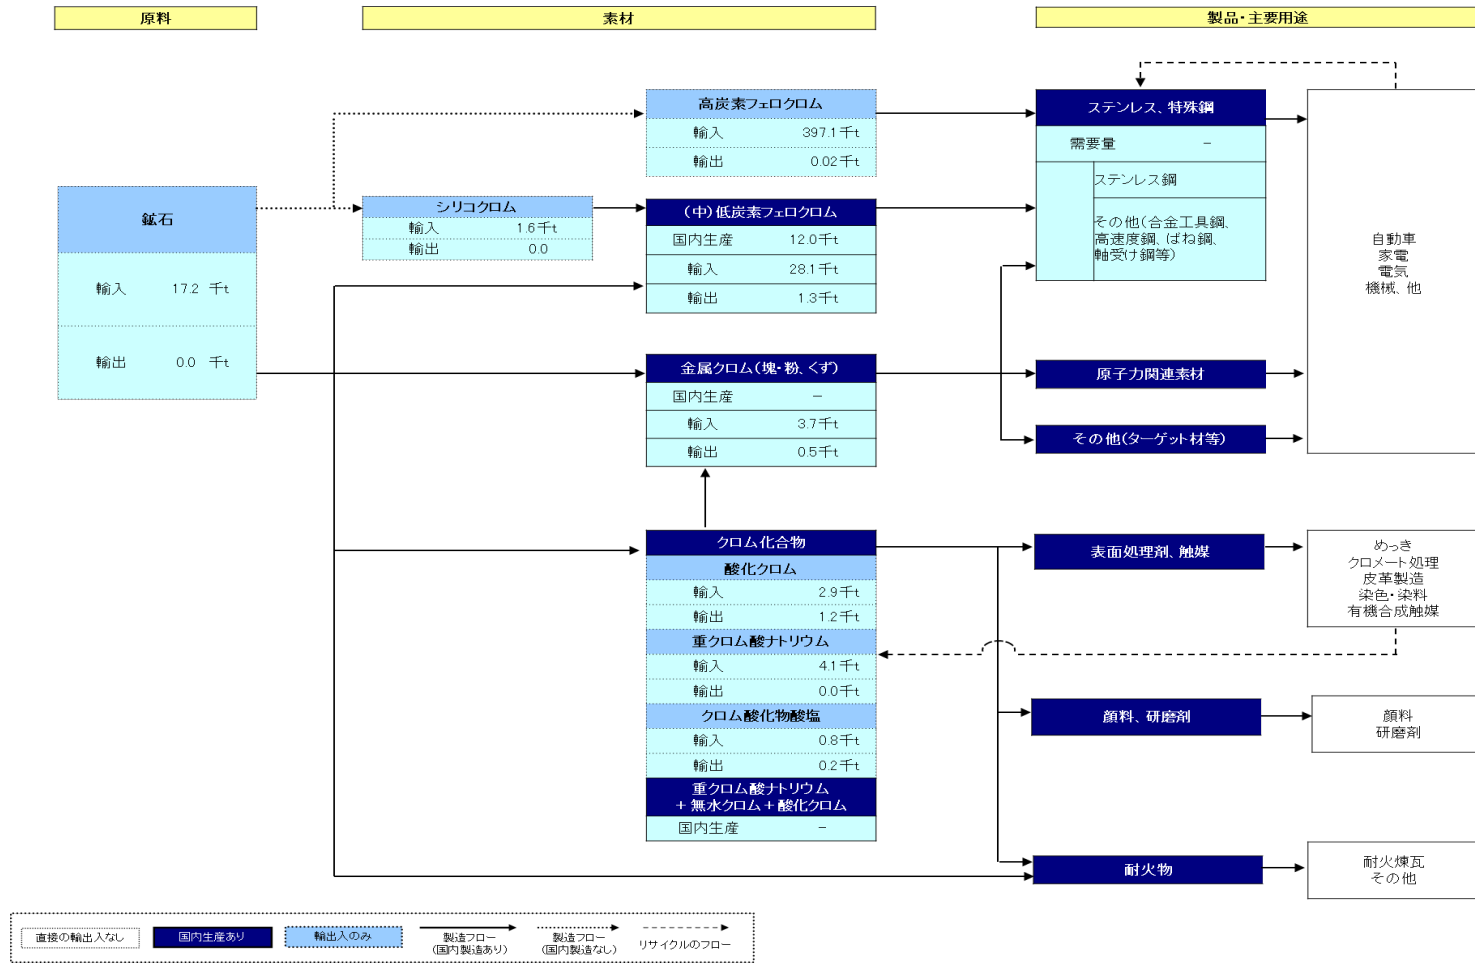 原料
素材
製品・主要用途
鉱石
輸入 17.2 千t
輸出 0.0 千t
シリコクロム
輸入 1.6千t
輸出 0.0
高炭素フェロクロム
輸入 397.1千t
輸出 0.02千t
(中)低炭素フェロクロム
国内生産 12.0千t
輸入 28.1千t
輸出 1.3千t
金属クロム(塊・粉、くず)
国内生産 －
輸入 3.7千t
輸出 0.5千t
クロム化合物
酸化クロム
輸入 2.9千t
輸出 1.2千t
重クロム酸ナトリウム
輸入 4.1千t
輸出 0.0千t
クロム酸化物酸塩
輸入 0.8千t
輸出 0.2千t
重クロム酸ナトリウム
＋無水クロム＋酸化クロム
国内生産 －
ステンレス、特殊鋼
需要量 －
ステンレス鋼
その他(合金工具鋼、
高速度鋼、ばね鋼、
軸受け鋼等)
原子力関連素材
その他(ターゲット材等)
表面処理剤、触媒
顔料、研磨剤
耐火物
自動車
家電
電気
機械、他
めっき
クロメート処理
皮革製造
染色・染料
有機合成触媒
顔料
研磨剤
耐火煉瓦
その他
直接の輸出入なし
国内生産あり
輸出入のみ
製造フロー
(国内製造あり)
製造フロー
(国内製造なし)
リサイクルのフロー